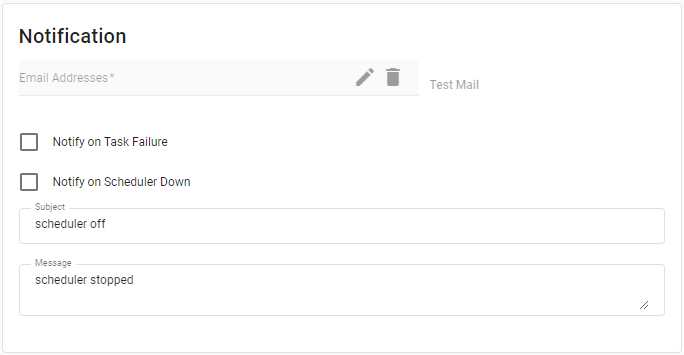 Notification
Email Addresses*
Test Mail
Notify on Task Failure
Notify on Scheduler Down
Subject
scheduler off
Message
scheduler stopped